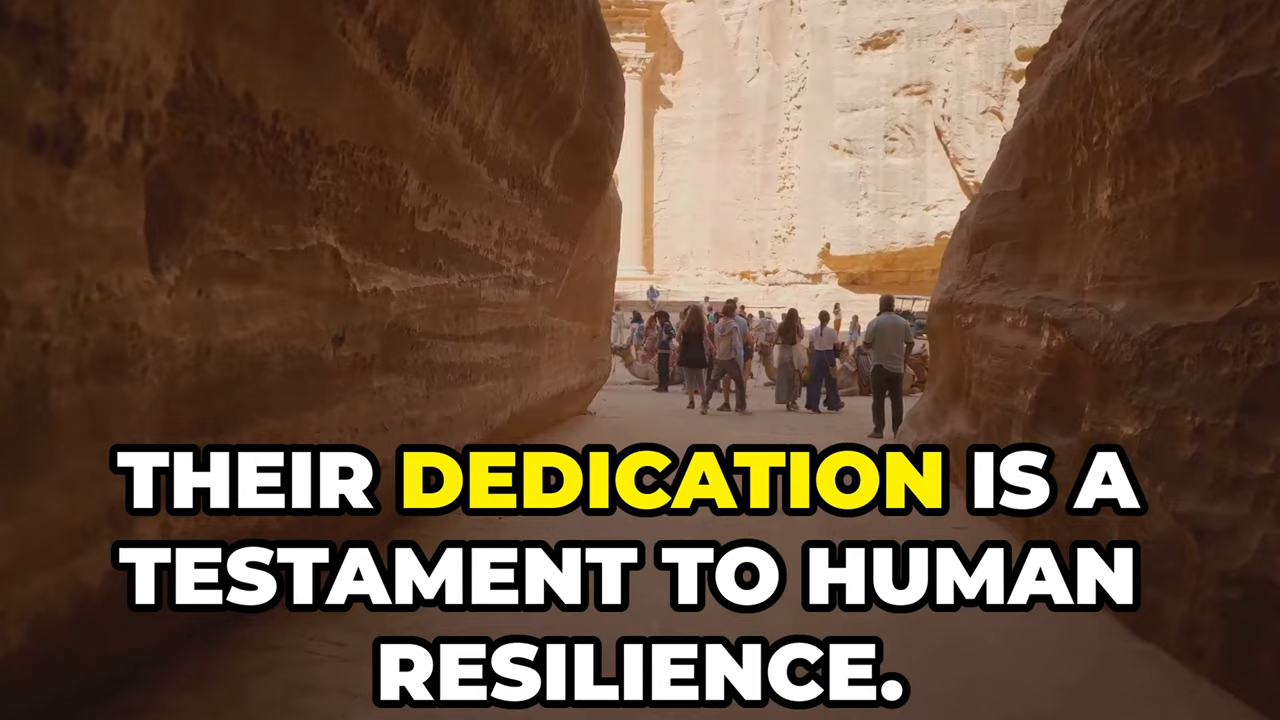 THEIR DEDICATION IS A
TESTAMENT TO HUMAN
RESILIENCE.